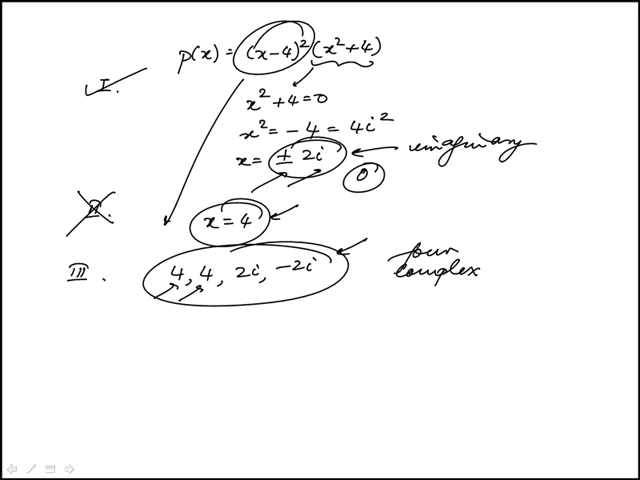 p(x) = (x-4)² (x²+4)
I.
x²+4=0
x²= -4 = 4i²
x= ± 2i
imaginary
0
II.
x=4
III.
4, 4, 2i, -2i
four
complex